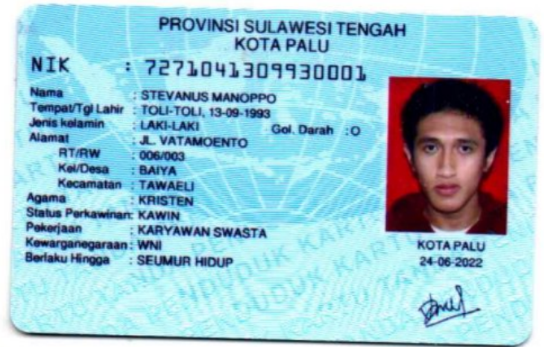 PROVINSI SULAWESI TENGAH
KOTA PALU
NIK : 7271041309930001
Nama : STEVANUS MANOPPO
Tempat/Tgl Lahir : TOLI-TOLI, 13-09-1993
Jenis kelamin : LAKI-LAKI Gol. Darah :O
Alamat : JL. VATAMOENTO
RT/RW : 006/003
Kel/Desa : BAIYA
Kecamatan : TAWAELI
Agama : KRISTEN
Status Perkawinan: KAWIN
Pekerjaan : KARYAWAN SWASTA
Kewarganegaraan: WNI
Berlaku Hingga : SEUMUR HIDUP
KOTA PALU
24-06-2022